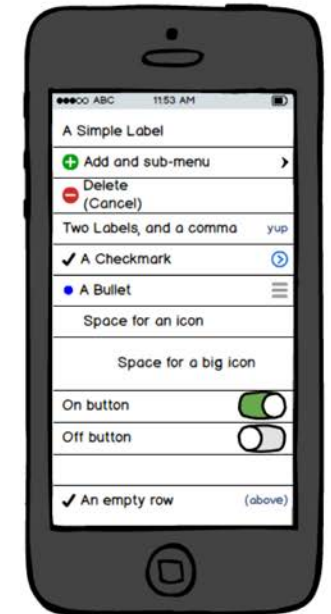 ABC 11:53 AM
A Simple Label
Add and sub-menu
Delete
(Cancel)
Two Labels, and a comma yup
A Checkmark
A Bullet
Space for an icon
Space for a big icon
On button
Off button
An empty row (above)